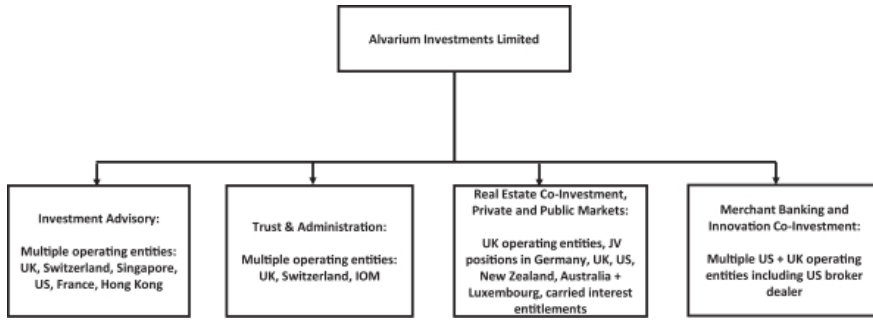 Alvarium Investments Limited
Investment Advisory:
Multiple operating entities:
UK, Switzerland, Singapore,
US, France, Hong Kong
Trust & Administration:
Multiple operating entities:
UK, Switzerland, IOM
Real Estate Co-Investment,
Private and Public Markets:
UK operating entities, JV
positions in Germany, UK, US,
New Zealand, Australia +
Luxembourg, carried interest
entitlements
Merchant Banking and
Innovation Co-Investment:
Multiple US + UK operating
entities including US broker
dealer